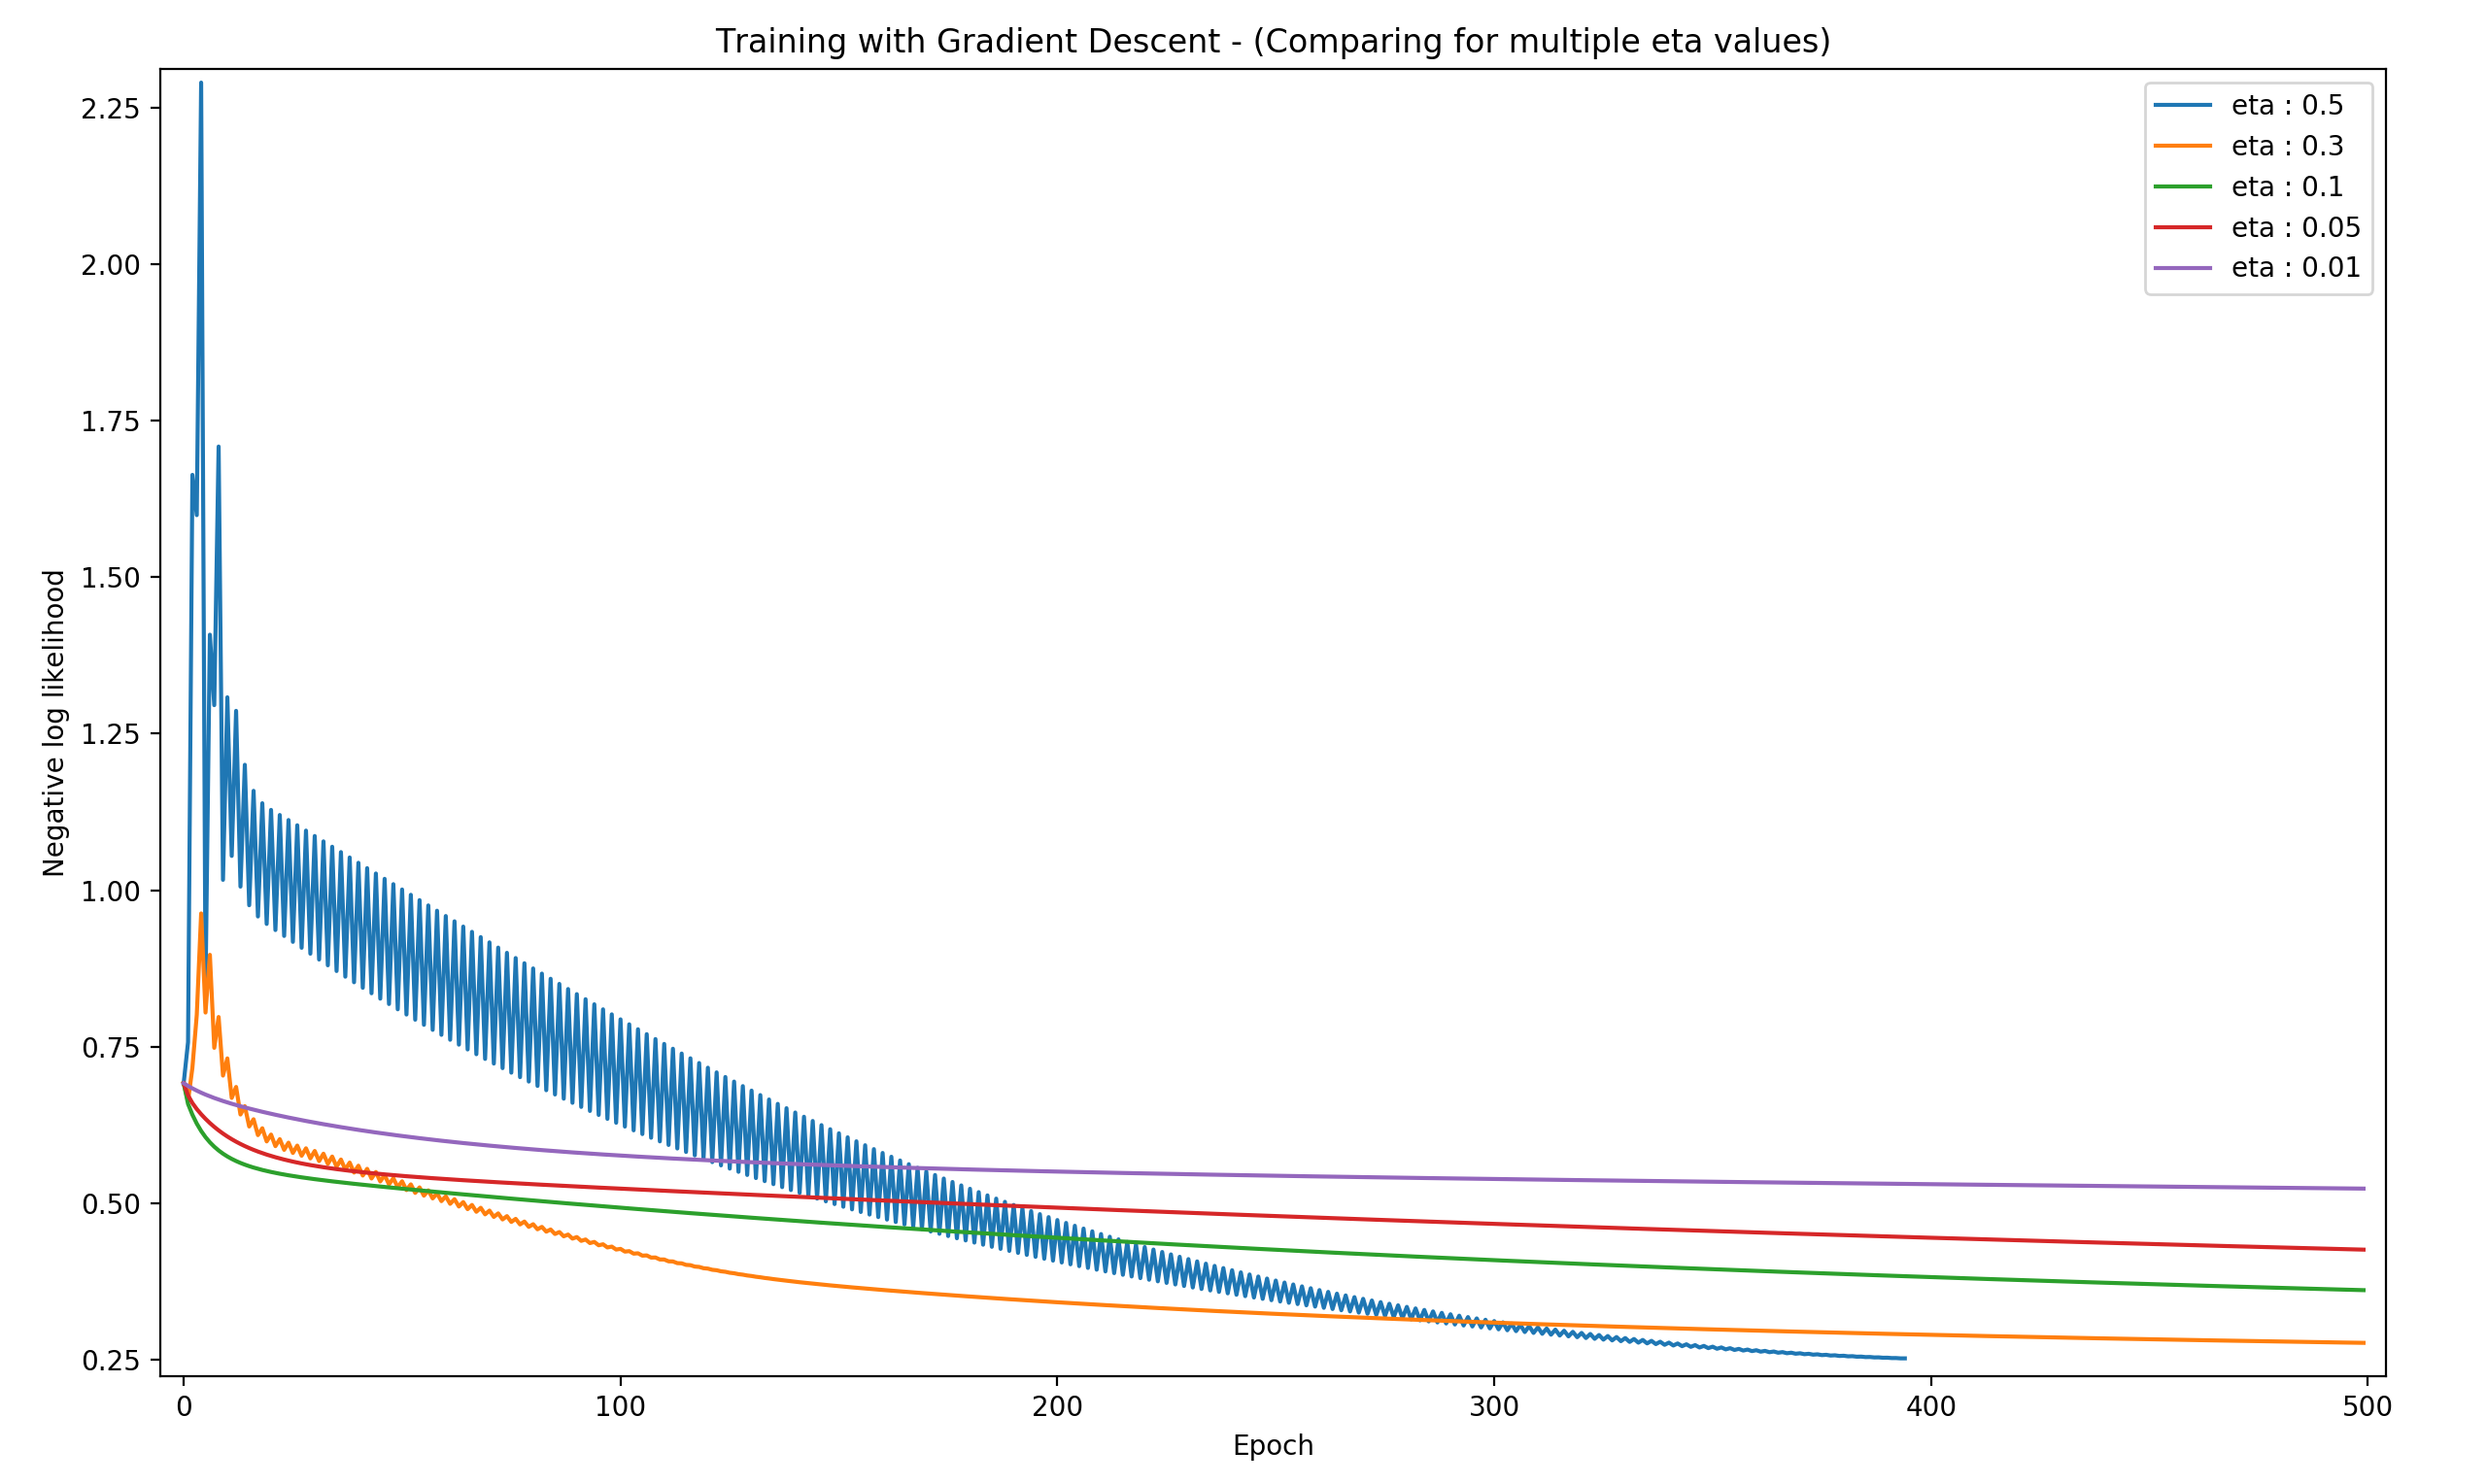 Training with Gradient Descent - (Comparing for multiple eta values)
eta : 0.5
eta : 0.3
eta : 0.1
eta : 0.05
eta : 0.01
Negative log likelihood
2.25
2.00
1.75
1.50
1.25
1.00
0.75
0.50
0.25
0 100 200 300 400 500
Epoch